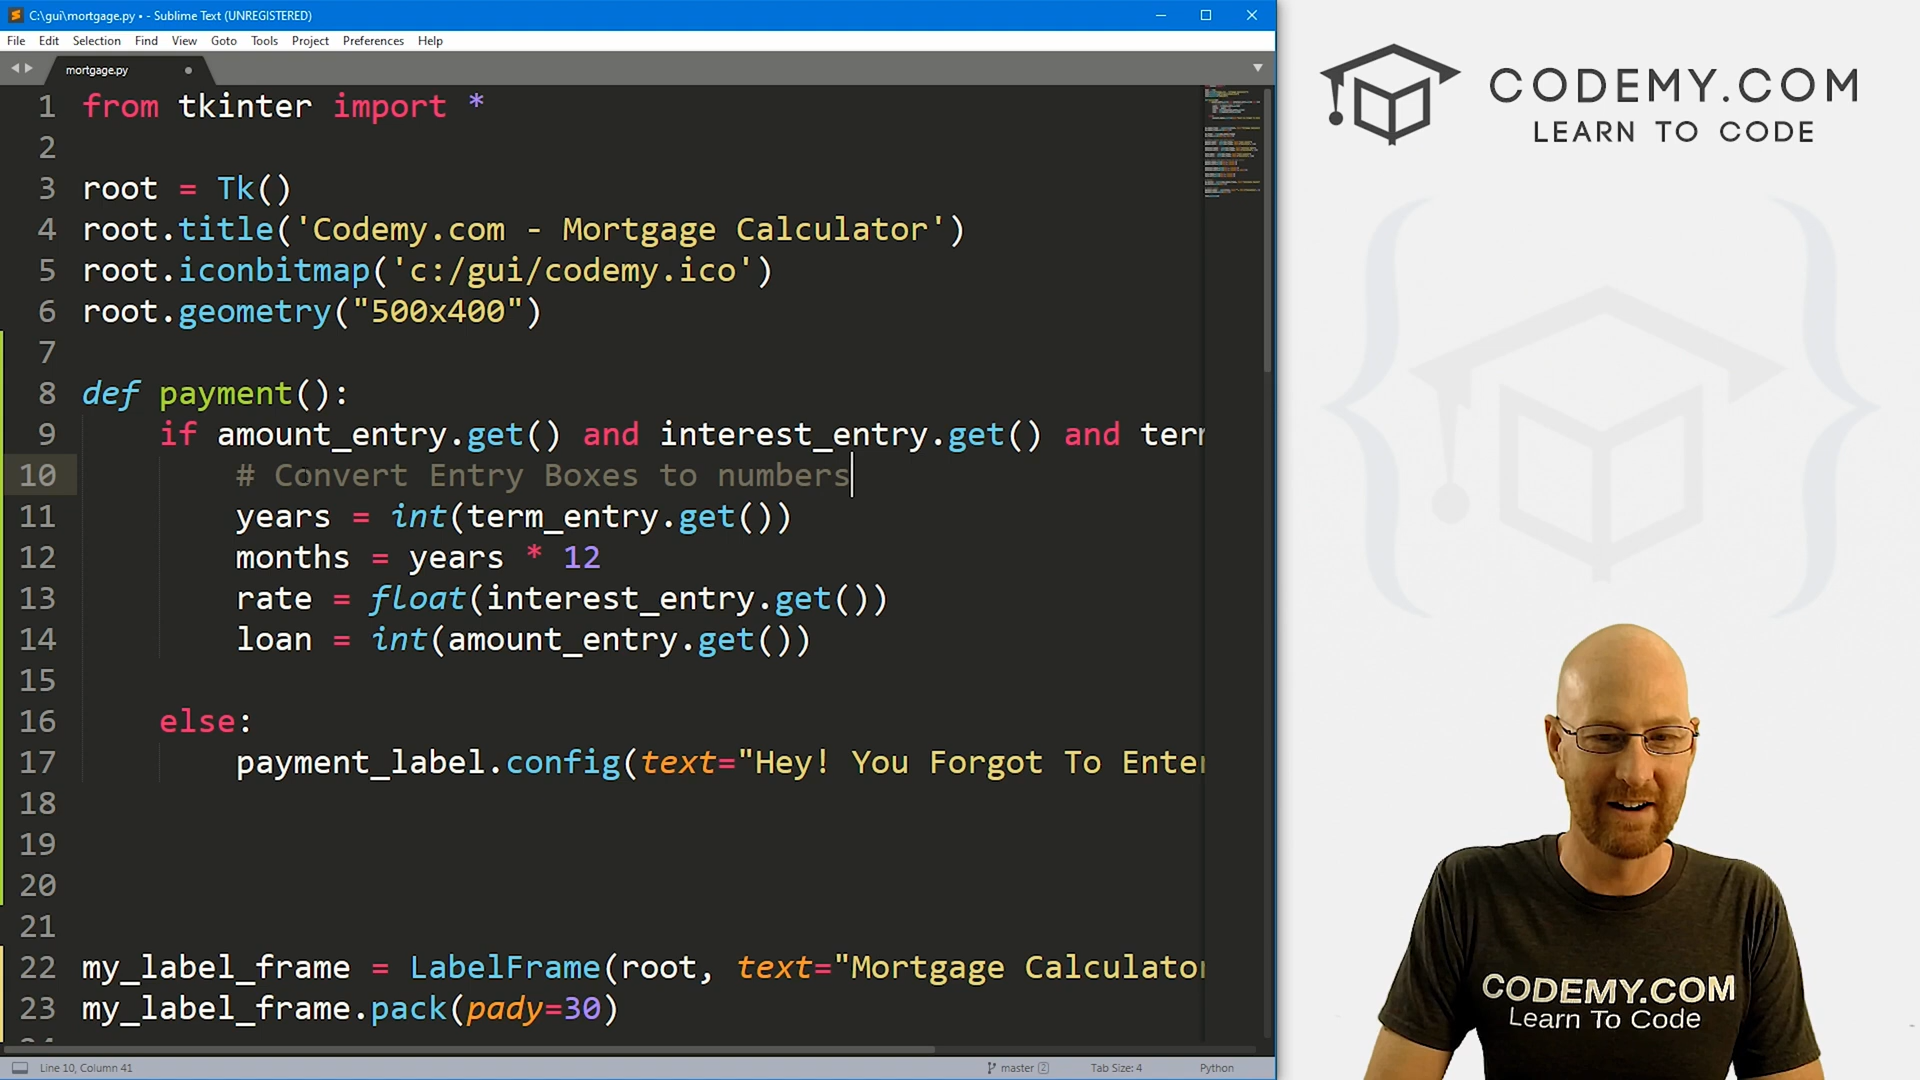 C:\gui\mortgage.py • - Sublime Text (UNREGISTERED)
File Edit Selection Find View Goto Tools Project Preferences Help
mortgage.py
1 from tkinter import *
2
3 root = Tk()
4 root.title('Codemy.com - Mortgage Calculator')
5 root.iconbitmap('c:/gui/codemy.ico')
6 root.geometry("500x400")
7
8 def payment():
9 if amount_entry.get() and interest_entry.get() and term
10 # Convert Entry Boxes to numbers
11 years = int(term_entry.get())
12 months = years * 12
13 rate = float(interest_entry.get())
14 loan = int(amount_entry.get())
15
16 else:
17 payment_label.config(text="Hey! You Forgot To Enter
18
19
20
21
22 my_label_frame = LabelFrame(root, text="Mortgage Calculator
23 my_label_frame.pack(pady=30)
Line 10, Column 41
master 2
Tab Size: 4
Python
CODEMY.COM
LEARN TO CODE
CODEMY.COM
Learn To Code